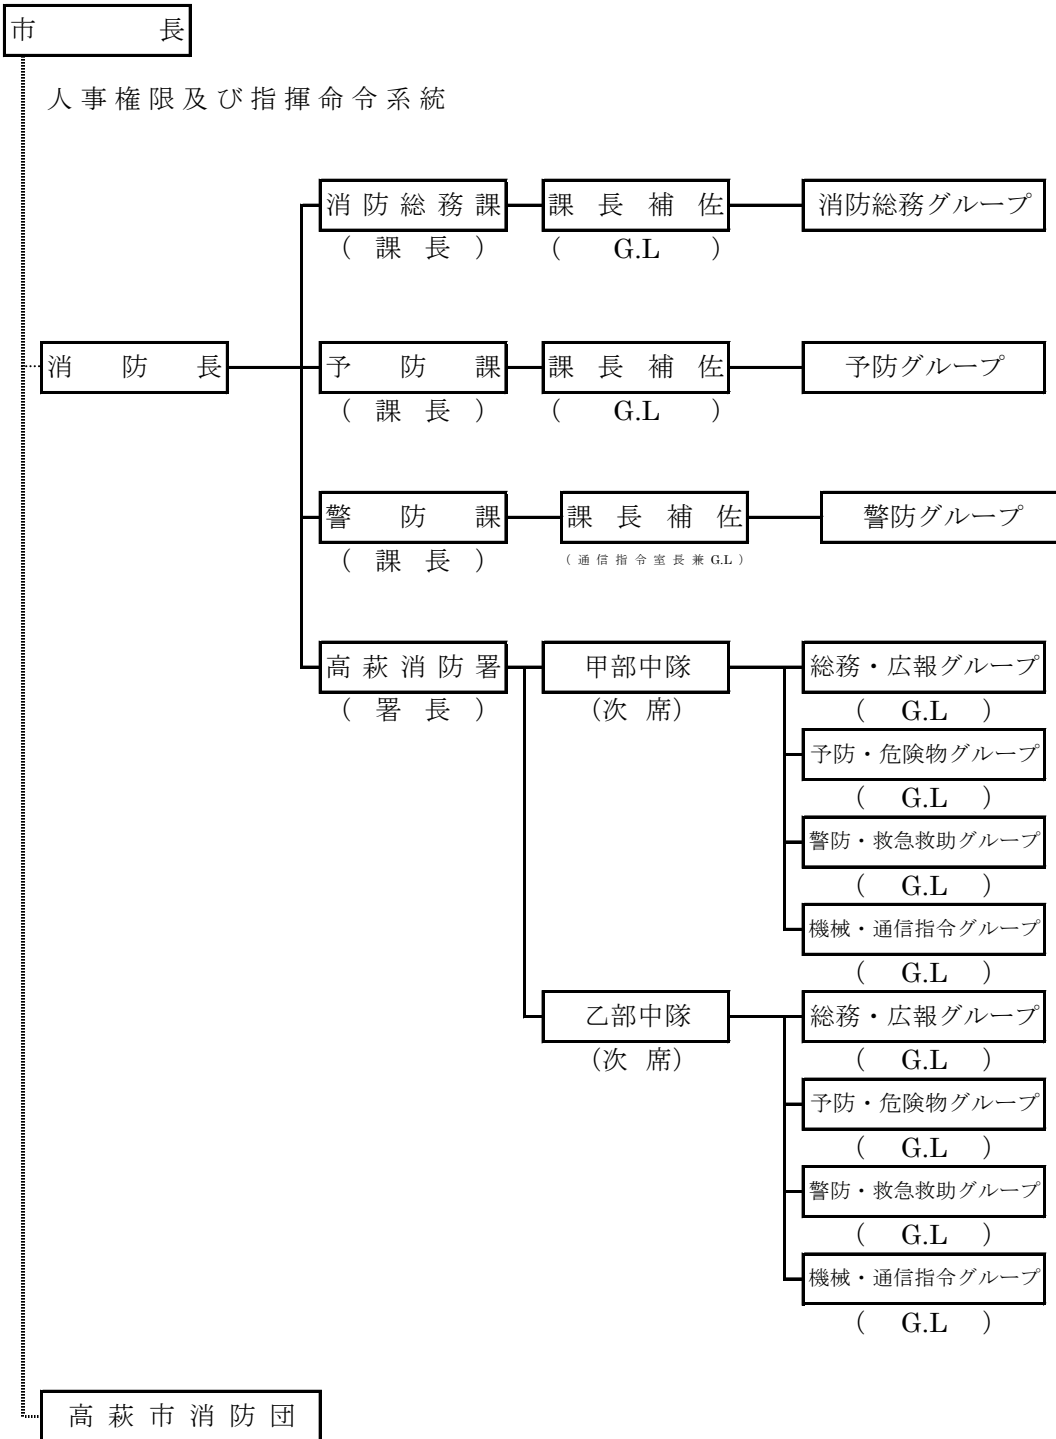 市長
人事権限及び指揮命令系統
消防総務課 課長補佐 消防総務グループ
(課長) (G.L)
消防長 予防課 課長補佐 予防グループ
(課長) (G.L)
警防課 課長補佐 警防グループ
(課長) (通信指令室長兼G.L)
高萩消防署 甲部中隊 総務・広報グループ
(署長) (次席) (G.L)
予防・危険物グループ
(G.L)
警防・救急救助グループ
(G.L)
機械・通信指令グループ
(G.L)
乙部中隊 総務・広報グループ
(次席) (G.L)
予防・危険物グループ
(G.L)
警防・救急救助グループ
(G.L)
機械・通信指令グループ
(G.L)
高萩市消防団